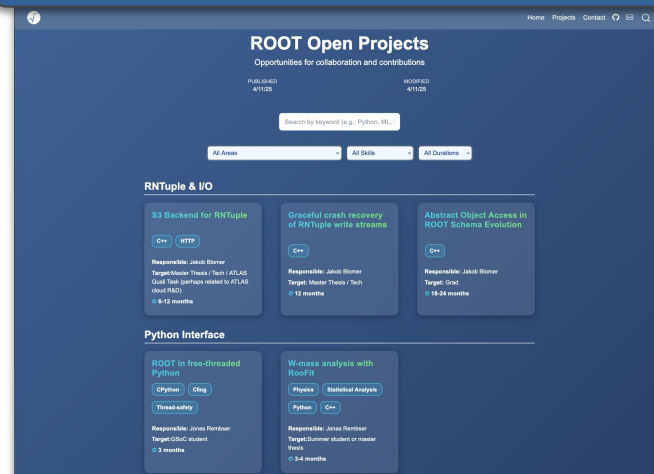 Home Projects Contact
ROOT Open Projects
Opportunities for collaboration and contributions
PUBLISHED MODIFIED
4/11/25 4/11/25
Search by keyword (e.g., Python, ML,
All Areas All Skills All Durations
RNTuple & I/O
S3 Backend for RNTuple
C++ HTTP
Responsible: Jakob Blomer
Target:Master Thesis / Tech / ATLAS
Quali Task (perhaps related to ATLAS
cloud R&D)
6-12 months
Graceful crash recovery
of RNTuple write streams
C++
Responsible: Jakob Blomer
Target: Master Thesis / Tech
12 months
Abstract Object Access in
ROOT Schema Evolution
C++
Responsible: Jakob Blomer
Target: Grad
18-24 months
Python Interface
ROOT in free-threaded
Python
CPython Cling
Thread-safety
Responsible: Jonas Rembser
Target:GSoC student
3 months
W-mass analysis with
RooFit
Physics Statistical Analysis
Python C++
Responsible: Jonas Rembser
Target:Summer student or master
thesis
3-4 months